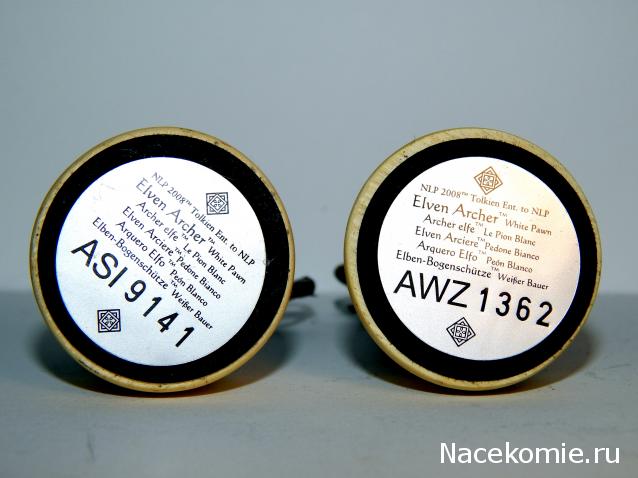 NLP 2008™ Tolkien Ent. to NLP
Elven Archer™ White Pawn
Archer elfe™ Le Pion Blanc
Elven Arciere™ Pedone Bianco
Arquero Elfo™ Peón Blanco
Elben-Bogenschütze™ Weißer Bauer
ASI 9141
NLP 2008™ Tolkien Ent. to NLP
Elven Archer™ White Pawn
Archer elfe™ Le Pion Blanc
Elven Arciere™ Pedone Bianco
Arquero Elfo™ Peón Blanco
Elben-Bogenschütze™ Weißer Bauer
AWZ 1362
Nacekomie.ru